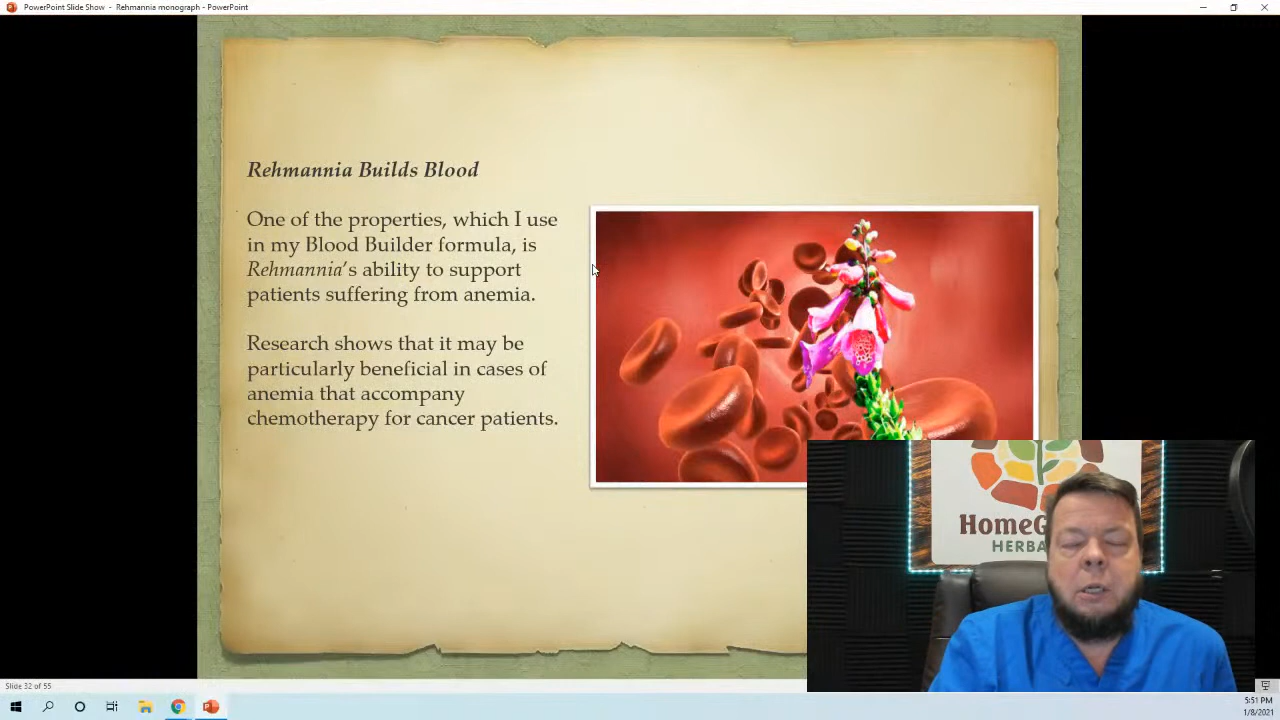 PowerPoint Slide Show - Rehmannia monograph - PowerPoint
Rehmannia Builds Blood
One of the properties, which I use
in my Blood Builder formula, is
Rehmannia's ability to support
patients suffering from anemia.
Research shows that it may be
particularly beneficial in cases of
anemia that accompany
chemotherapy for cancer patients.
HomeG
HERBA
Slide 32 of 55
5:51 PM
1/8/2021